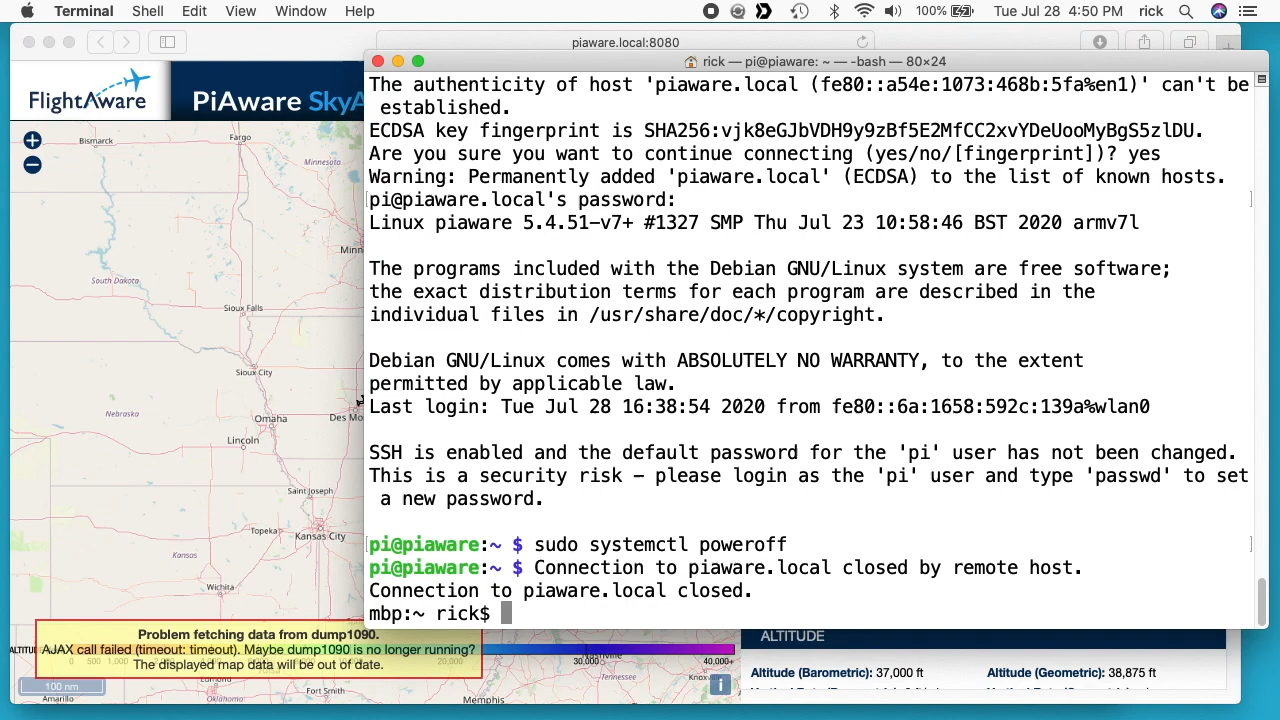 Terminal Shell Edit View Window Help 100% Tue Jul 28 4:50 PM rick
piaware.local:8080
rick — pi@piaware: ~ — -bash — 80×24
FlightAware
PiAware SkyA
The authenticity of host 'piaware.local (fe80::a54e:1073:468b:5fa%en1)' can't be
established.
ECDSA key fingerprint is SHA256:vjk8eGJbVDH9y9zBf5E2MfCC2xvYDeUooMyBgS5zlDU.
Are you sure you want to continue connecting (yes/no/[fingerprint])? yes
Warning: Permanently added 'piaware.local' (ECDSA) to the list of known hosts.
pi@piaware.local's password:
Linux piaware 5.4.51-v7+ #1327 SMP Thu Jul 23 10:58:46 BST 2020 armv7l
The programs included with the Debian GNU/Linux system are free software;
the exact distribution terms for each program are described in the
individual files in /usr/share/doc/*/copyright.
Debian GNU/Linux comes with ABSOLUTELY NO WARRANTY, to the extent
permitted by applicable law.
Last login: Tue Jul 28 16:38:54 2020 from fe80::6a:1658:592c:139a%wlan0
SSH is enabled and the default password for the 'pi' user has not been changed.
This is a security risk - please login as the 'pi' user and type 'passwd' to set
a new password.
pi@piaware:~ $ sudo systemctl poweroff
pi@piaware:~ $ Connection to piaware.local closed by remote host.
Connection to piaware.local closed.
mbp:~ rick$
Bismarck
Fargo
Minnesota
Minn
South Dakota
Sioux Falls
Sioux City
Nebraska
Omaha
Des Mo
Lincoln
Saint Joseph
Topeka
Kansas City
Kansas
Wichita
Problem fetching data from dump1090.
AJAX call failed (timeout: timeout). Maybe dump1090 is no longer running?
The displayed map data will be out of date.
30,000
40,000+
100 nm
Amarillo
Oklahoma
Fort Smith
Memphis
Tennessee
ALTITUDE
Altitude (Barometric): 37,000 ft
Altitude (Geometric): 38,875 ft